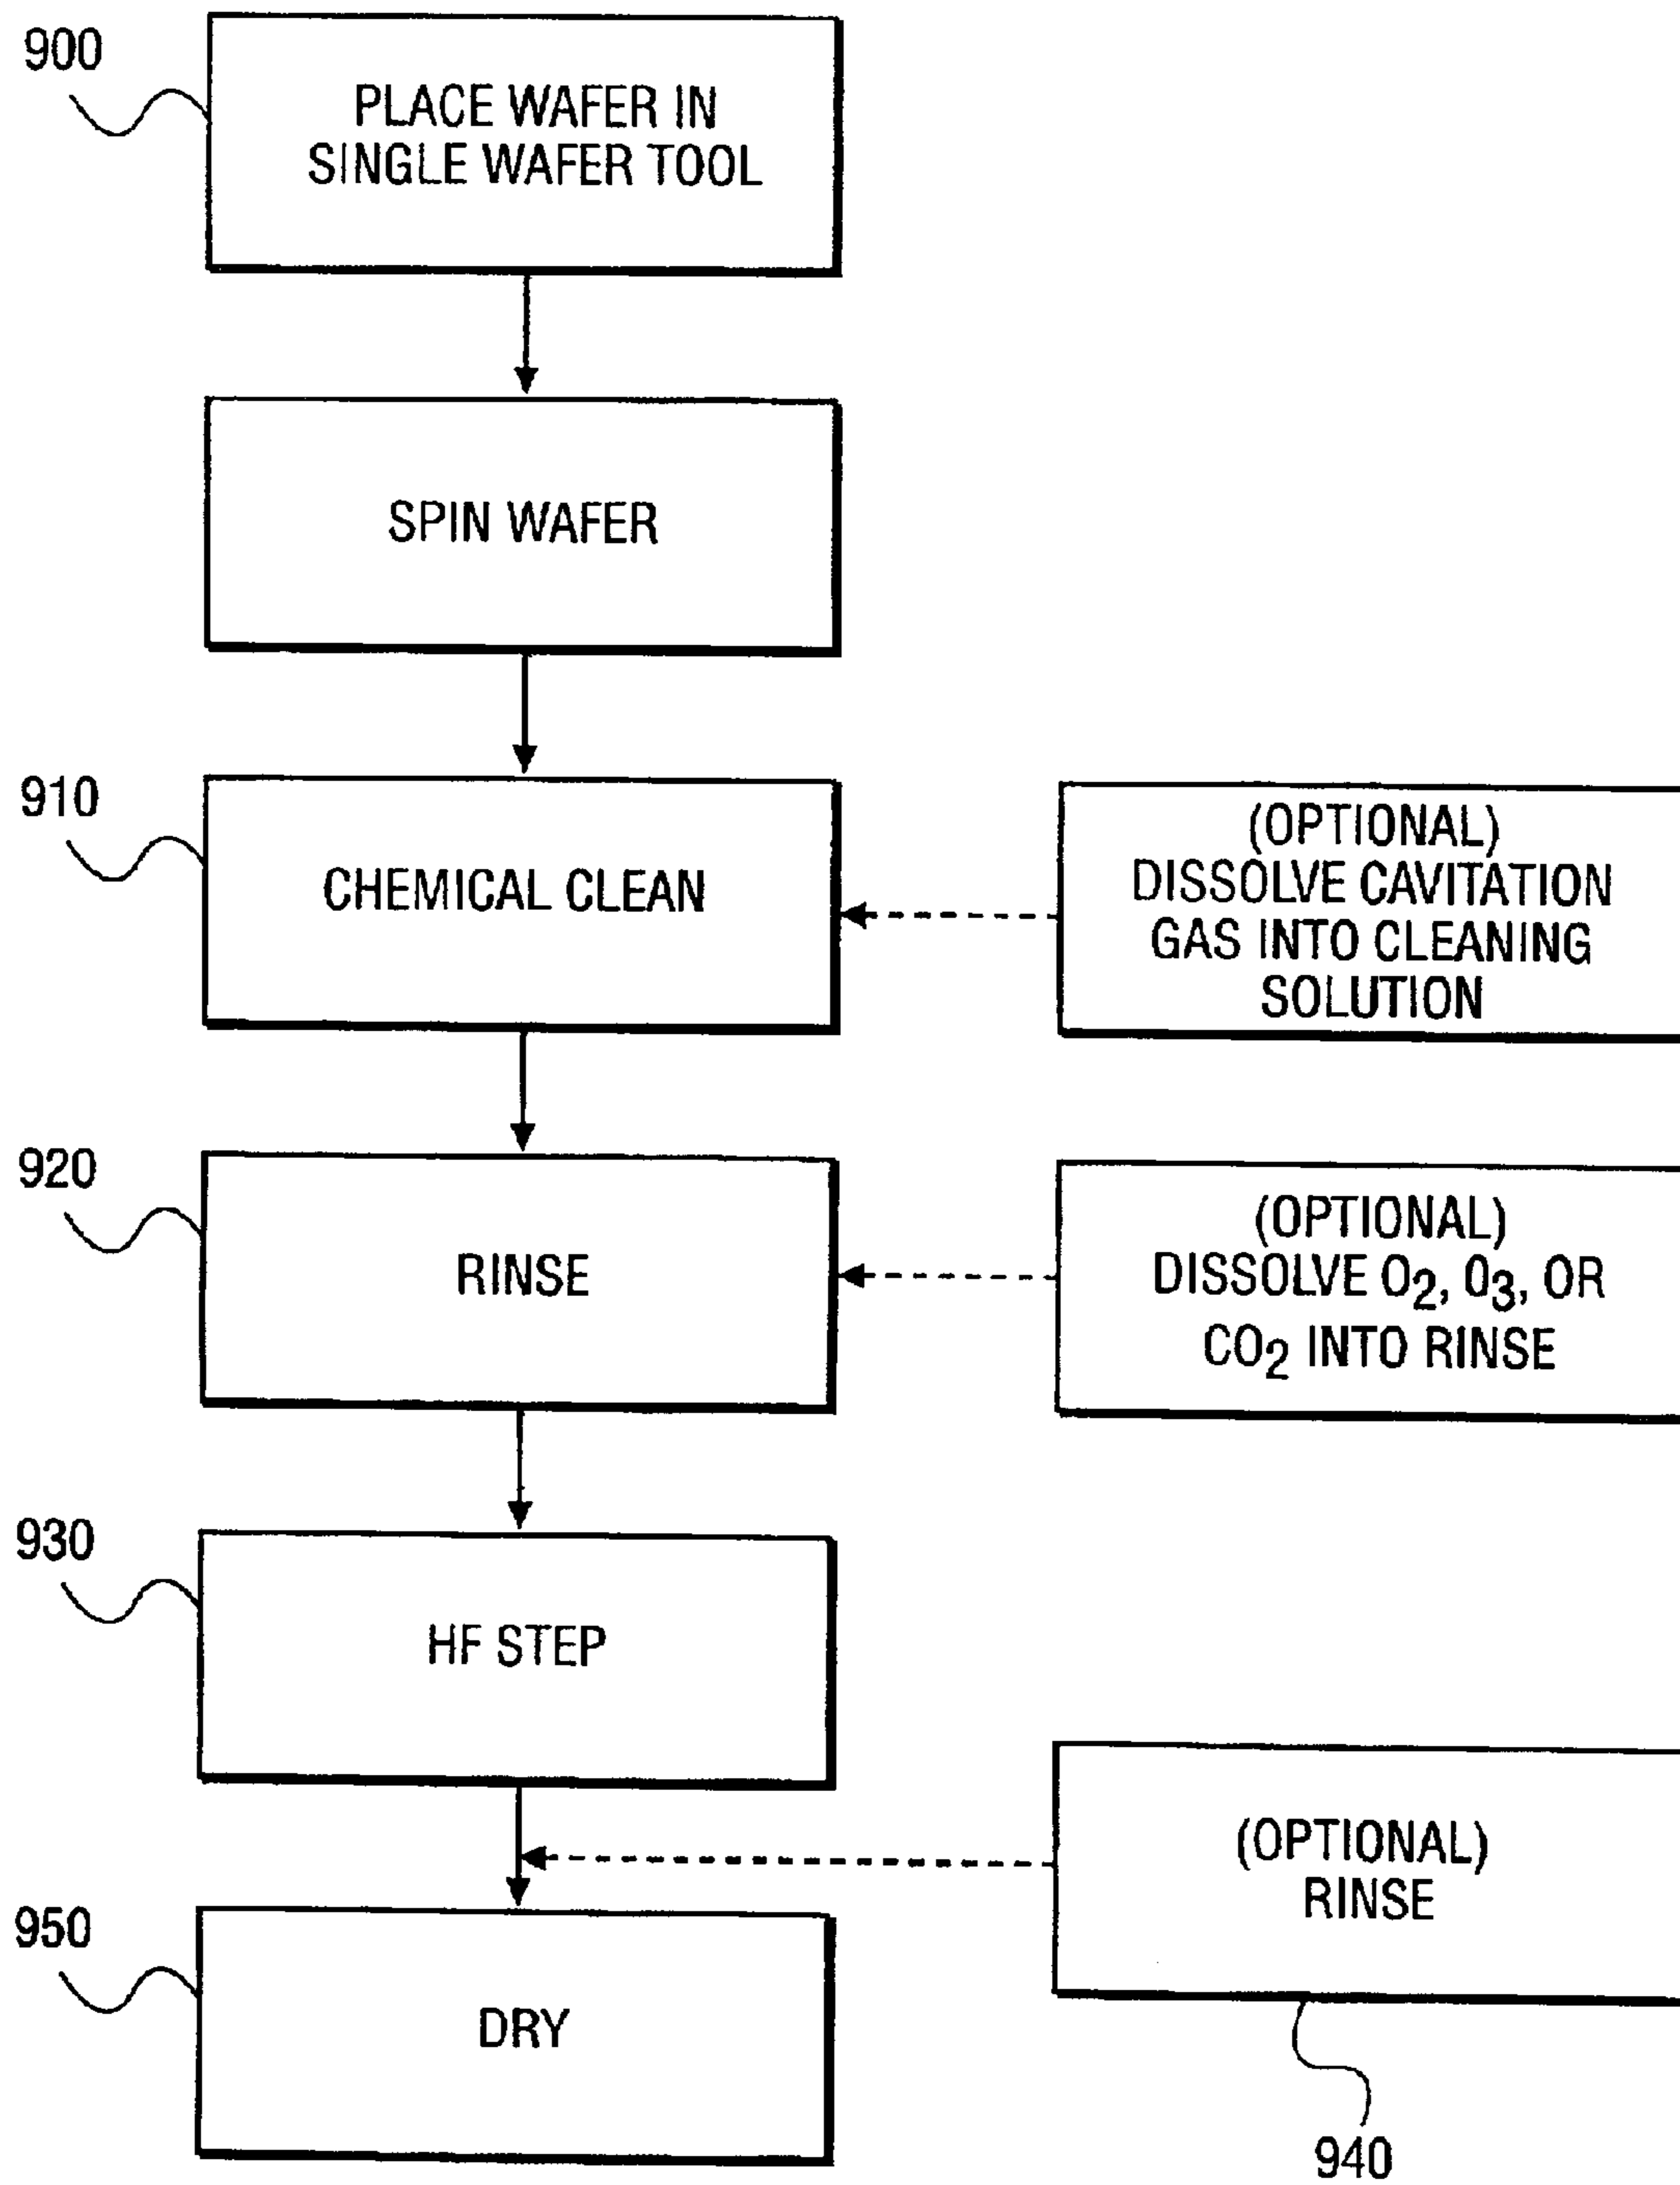 900
PLACE WAFER IN
SINGLE WAFER TOOL
SPIN WAFER
910
CHEMICAL CLEAN
(OPTIONAL)
DISSOLVE CAVITATION
GAS INTO CLEANING
SOLUTION
920
RINSE
(OPTIONAL)
DISSOLVE O₂, O₃, OR
CO₂ INTO RINSE
930
HF STEP
(OPTIONAL)
RINSE
940
950
DRY